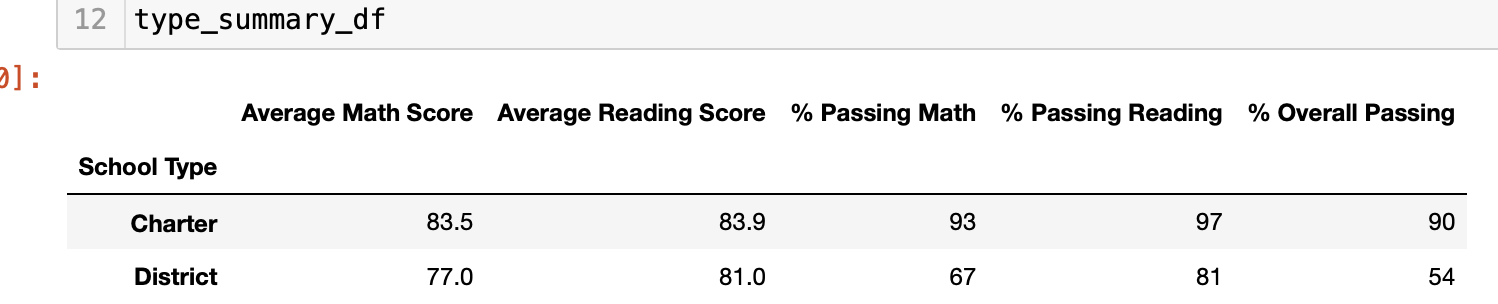 12 type_summary_df
0]:
Average Math Score Average Reading Score % Passing Math % Passing Reading % Overall Passing
School Type
Charter 83.5 83.9 93 97 90
District 77.0 81.0 67 81 54